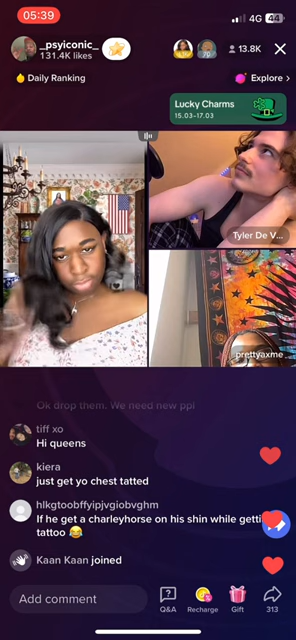 05:39
4G 44
_psyiconic_
131.4K likes
13.8K
Daily Ranking
Explore >
Lucky Charms
15.03–17.03
Tyler De V...
prettyaxme
Ok drop them. We need new ppl
tiff xo
Hi queens
kiera
just get yo chest tatted
hlkgtoobffyipjvgiobvghm
If he get a charleyhorse on his shin while getti
tattoo 😂
Kaan Kaan joined
Add comment
Q&A
Recharge
Gift
313